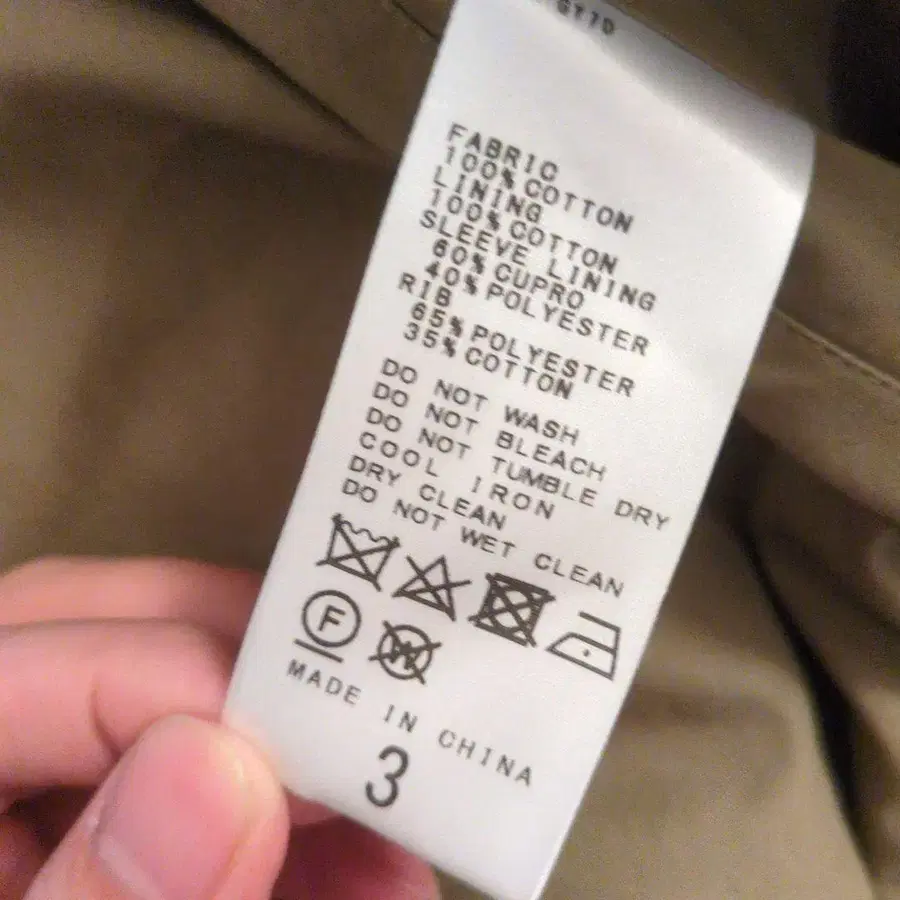 GY7D
FABRIC
100%COTTON
LINING
100%COTTON
SLEEVE LINING
60%CUPRO
40%POLYESTER
RIB
65%POLYESTER
35%COTTON
DO NOT WASH
DO NOT BLEACH
DO NOT TUMBLE DRY
COOL IRON
DRY CLEAN
DO NOT WET CLEAN
F W
MADE IN CHINA
3